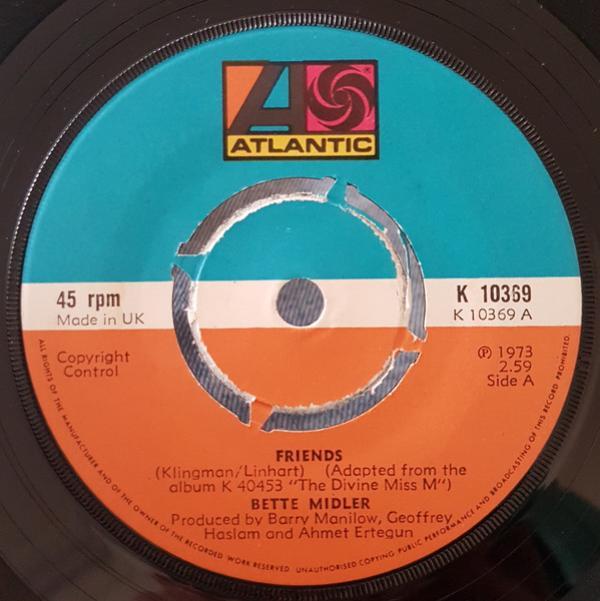 ATLANTIC
®
45 rpm
Made in UK
K 10369
K 10369 A
Copyright
Control
℗ 1973
2.59
Side A
FRIENDS
(Klingman/Linhart) (Adapted from the
album K 40453 "The Divine Miss M")
BETTE MIDLER
Produced by Barry Manilow, Geoffrey
Haslam and Ahmet Ertegun
ALL RIGHTS OF THE MANUFACTURER AND OF THE OWNER OF THE RECORDED WORK RESERVED. UNAUTHORISED COPYING PUBLIC PERFORMANCE AND BROADCASTING OF THIS RECORD PROHIBITED.